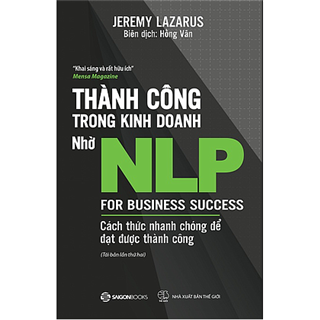 JEREMY LAZARUS
Biên dịch: Hồng Vân
"Khai sáng và rất hữu ích"
Mensa Magazine
THÀNH CÔNG
TRONG KINH DOANH
Nhờ
NLP
FOR BUSINESS SUCCESS
Cách thức nhanh chóng để
đạt được thành công
(Tái bản lần thứ hai)
SAIGONBOOKS
NHÀ XUẤT BẢN THẾ GIỚI